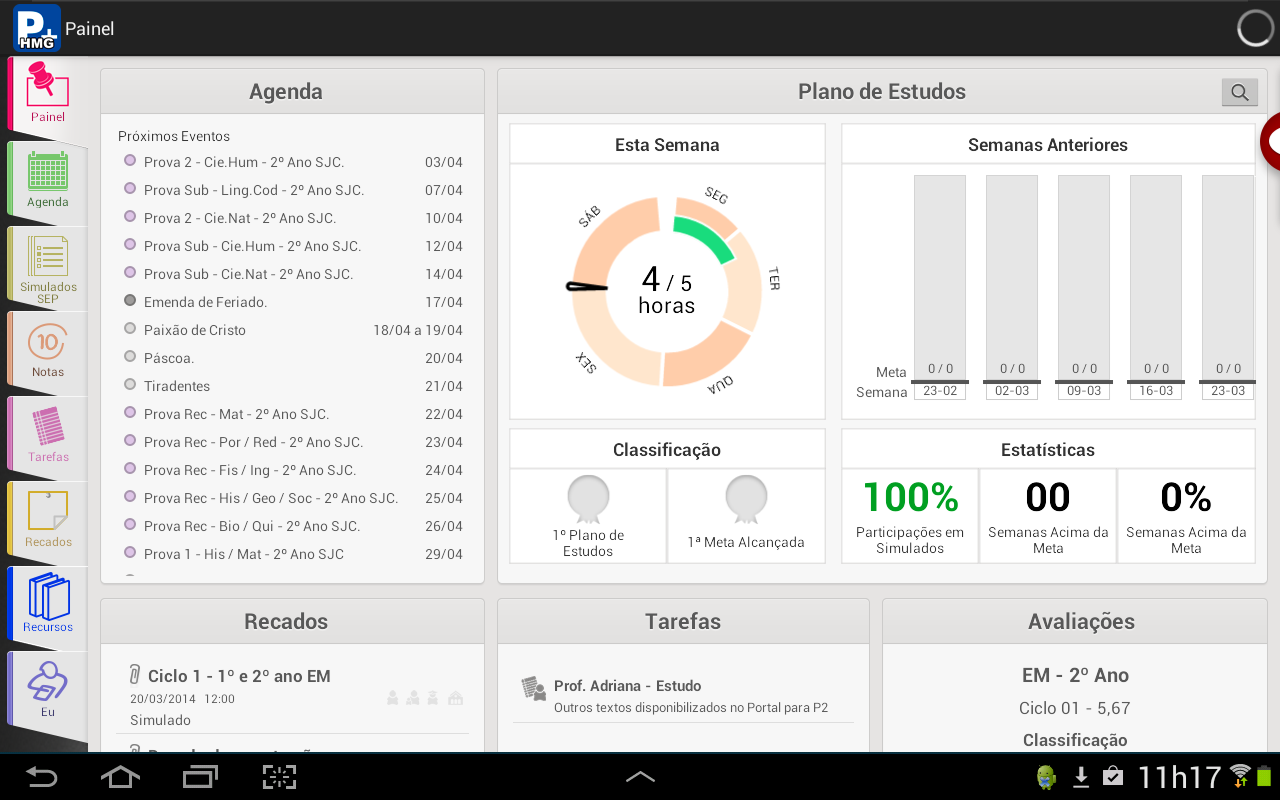 P+
HMG
Painel
Painel
Agenda
Simulados
SEP
10
Notas
Tarefas
3
Recados
Recursos
Eu
Agenda
Próximos Eventos
Prova 2 - Cie.Hum - 2º Ano SJC. 03/04
Prova Sub - Ling.Cod - 2º Ano SJC. 07/04
Prova 2 - Cie.Nat - 2º Ano SJC. 10/04
Prova Sub - Cie.Hum - 2º Ano SJC. 12/04
Prova Sub - Cie.Nat - 2º Ano SJC. 14/04
Emenda de Feriado. 17/04
Paixão de Cristo 18/04 a 19/04
Páscoa. 20/04
Tiradentes 21/04
Prova Rec - Mat - 2º Ano SJC. 22/04
Prova Rec - Por / Red - 2º Ano SJC. 23/04
Prova Rec - Fis / Ing - 2º Ano SJC. 24/04
Prova Rec - His / Geo / Soc - 2º Ano SJC. 25/04
Prova Rec - Bio / Qui - 2º Ano SJC. 26/04
Prova 1 - His / Mat - 2º Ano SJC 29/04
Plano de Estudos
Esta Semana
SEG
TER
QUA
SEX
SÁB
4 / 5
horas
Semanas Anteriores
0 / 0 0 / 0 0 / 0 0 / 0 0 / 0
Meta
Semana 23-02 02-03 09-03 16-03 23-03
Classificação
1º Plano de
Estudos
1ª Meta Alcançada
Estatísticas
100%
Participações em
Simulados
00
Semanas Acima da
Meta
0%
Semanas Acima da
Meta
Recados
Ciclo 1 - 1º e 2º ano EM
20/03/2014 12:00
Simulado
Tarefas
Prof. Adriana - Estudo
Outros textos disponibilizados no Portal para P2
Avaliações
EM - 2º Ano
Ciclo 01 - 5,67
Classificação
11h17